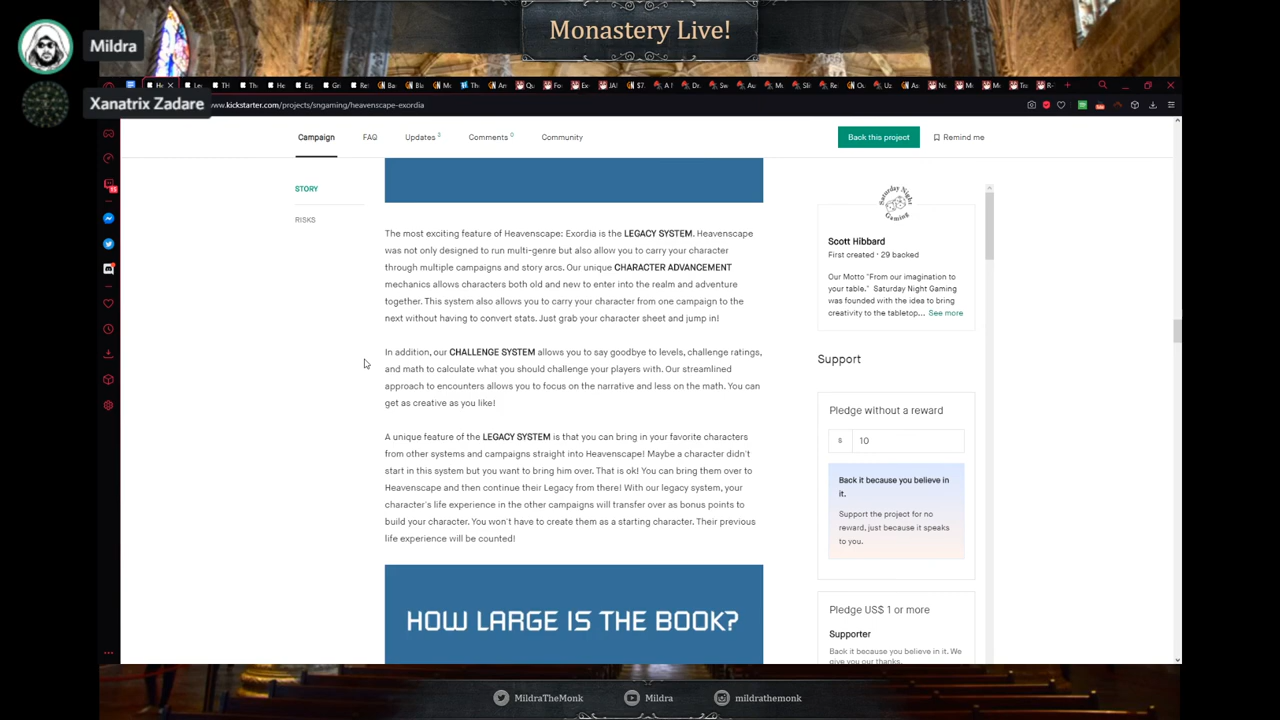 Monastery Live!
Mildra
Xanatrix Zadare
www.kickstarter.com/projects/sngaming/heavenscape-exordia
Campaign
FAQ
Updates 3
Comments 0
Community
Back this project
Remind me
STORY
RISKS
The most exciting feature of Heavenscape: Exordia is the LEGACY SYSTEM. Heavenscape
was not only designed to run multi-genre but also allow you to carry your character
through multiple campaigns and story arcs. Our unique CHARACTER ADVANCEMENT
mechanics allows characters both old and new to enter into the realm and adventure
together. This system also allows you to carry your character from one campaign to the
next without having to convert stats. Just grab your character sheet and jump in!
In addition, our CHALLENGE SYSTEM allows you to say goodbye to levels, challenge ratings,
and math to calculate what you should challenge your players with. Our streamlined
approach to encounters allows you to focus on the narrative and less on the math. You can
get as creative as you like!
A unique feature of the LEGACY SYSTEM is that you can bring in your favorite characters
from other systems and campaigns straight into Heavenscape! Maybe a character didn't
start in this system but you want to bring him over. That is ok! You can bring them over to
Heavenscape and then continue their Legacy from there! With our legacy system, your
character's life experience in the other campaigns will transfer over as bonus points to
build your character. You won't have to create them as a starting character. Their previous
life experience will be counted!
HOW LARGE IS THE BOOK?
Saturday Night
Gaming
Scott Hibbard
First created · 29 backed
Our Motto "From our imagination to
your table." Saturday Night Gaming
was founded with the idea to bring
creativity to the tabletop... See more
Support
Pledge without a reward
$ 10
Back it because you believe in
it.
Support the project for no
reward, just because it speaks
to you.
Pledge US$ 1 or more
Supporter
Back it because you believe in it. We
give you our thanks.
MildraTheMonk
Mildra
mildrathemonk